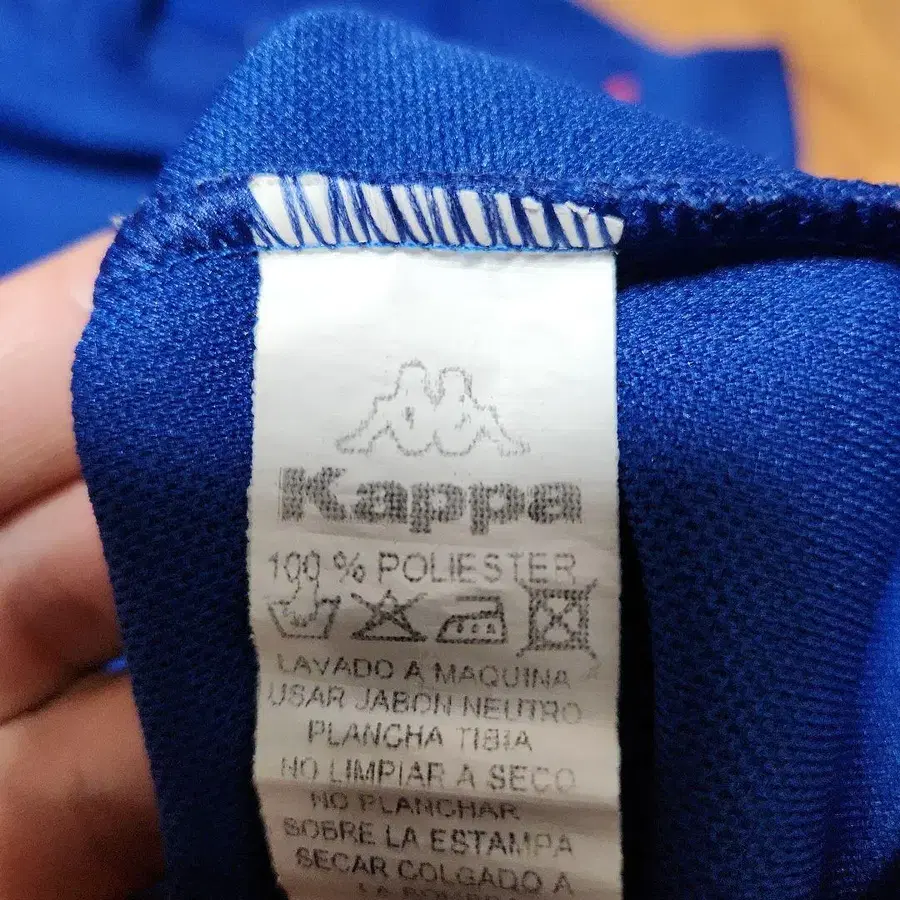 Kappa
100 % POLIESTER
LAVADO A MAQUINA
USAR JABON NEUTRO
PLANCHA TIBIA
NO LIMPIAR A SECO
NO PLANCHAR
SOBRE LA ESTAMPA
SECAR COLGADO A
LA